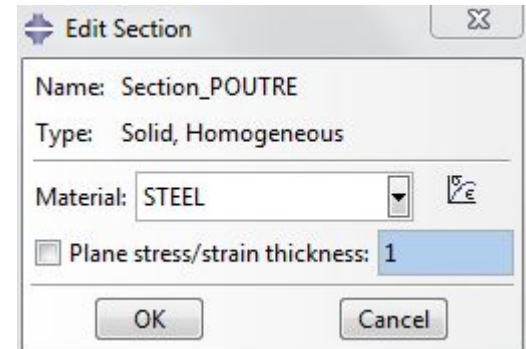 Edit Section
Name: Section_POUTRE
Type: Solid, Homogeneous
Material: STEEL
Plane stress/strain thickness: 1
OK Cancel